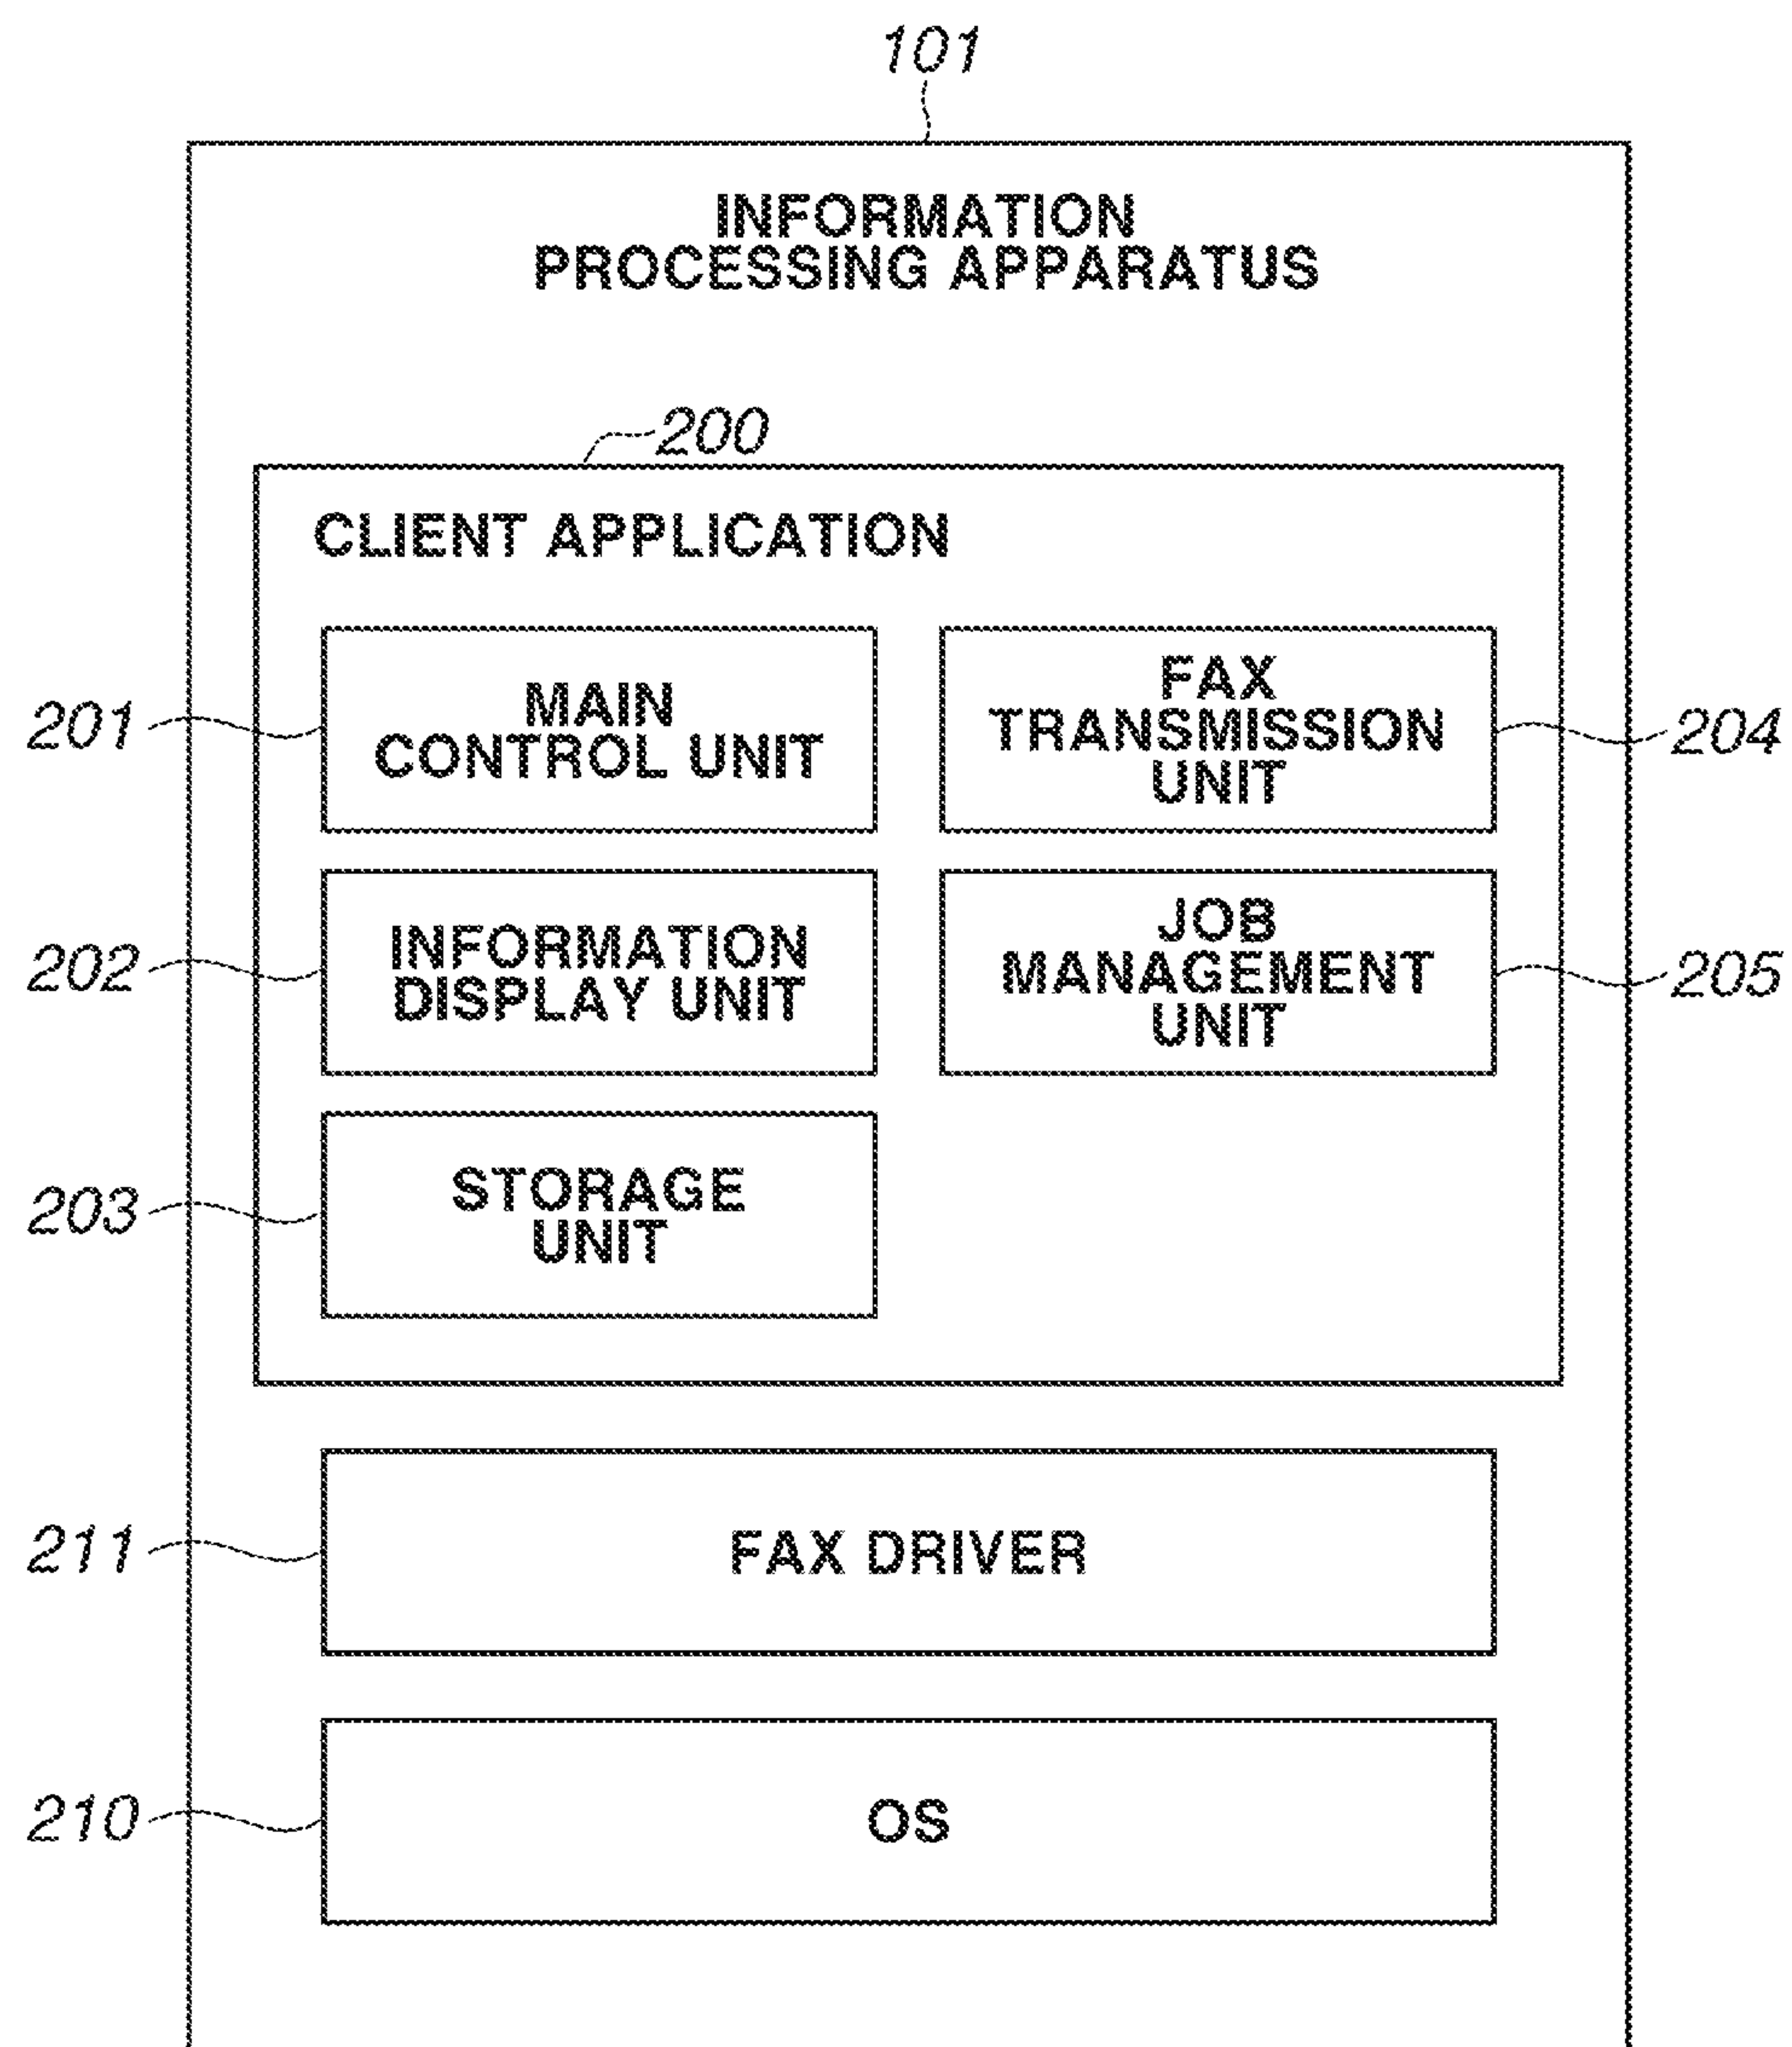 101
INFORMATION
PROCESSING APPARATUS
200
CLIENT APPLICATION
201
MAIN
CONTROL UNIT
FAX
TRANSMISSION
UNIT
204
202
INFORMATION
DISPLAY UNIT
JOB
MANAGEMENT
UNIT
205
203
STORAGE
UNIT
211
FAX DRIVER
210
OS